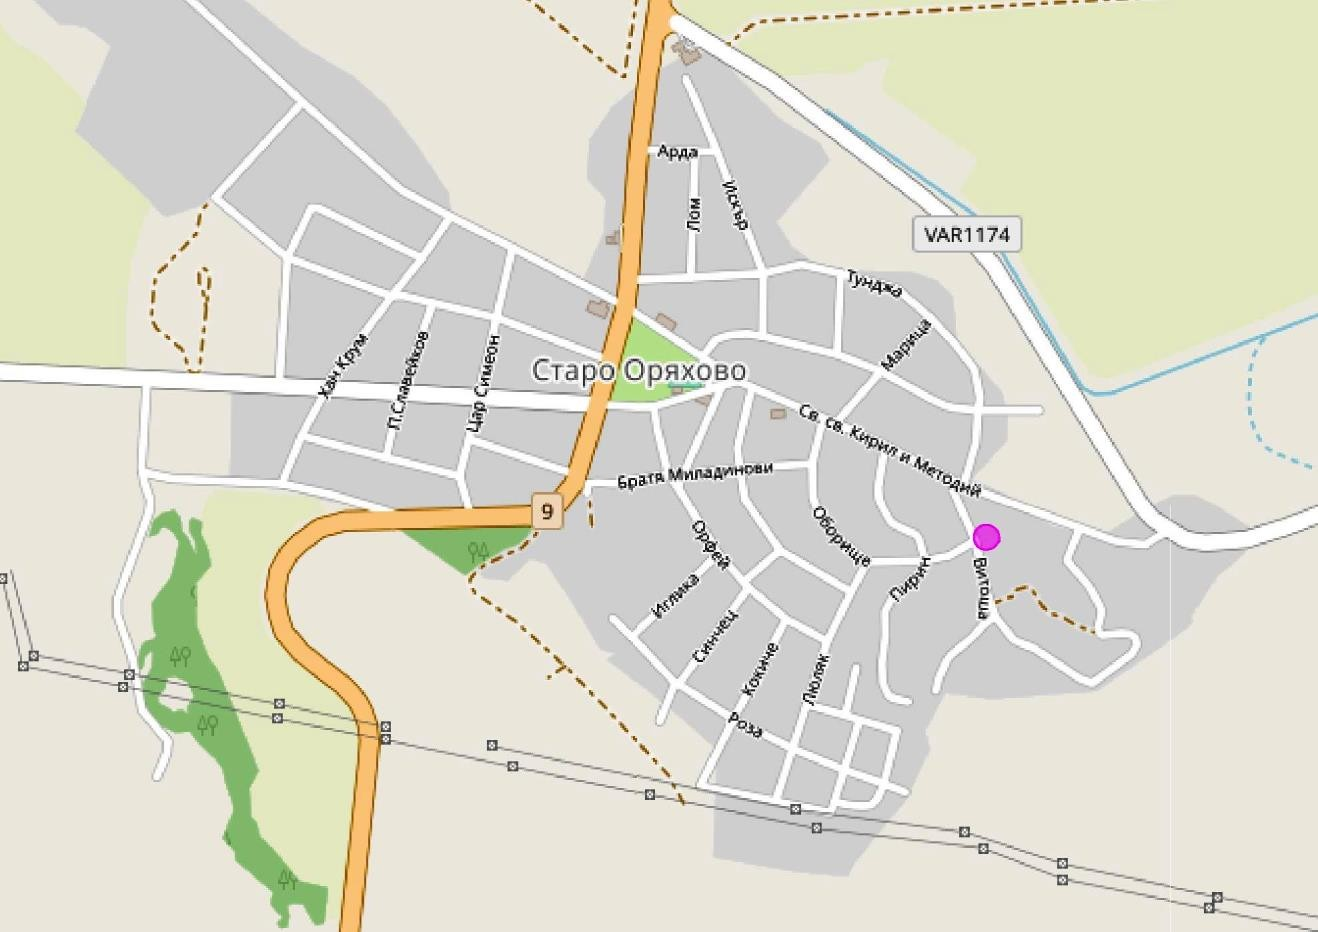 Арда
Искър
Лом
VAR1174
Тунджа
Марица
Хан Крум
П.Славейков
Цар Симеон
Старо Оряхово
Св. св. Кирил и Методий
Братя Миладинови
9
Оборище
Орфей
Пирин
Витоша
Иглика
Синчец
Кокиче
Люляк
Роза